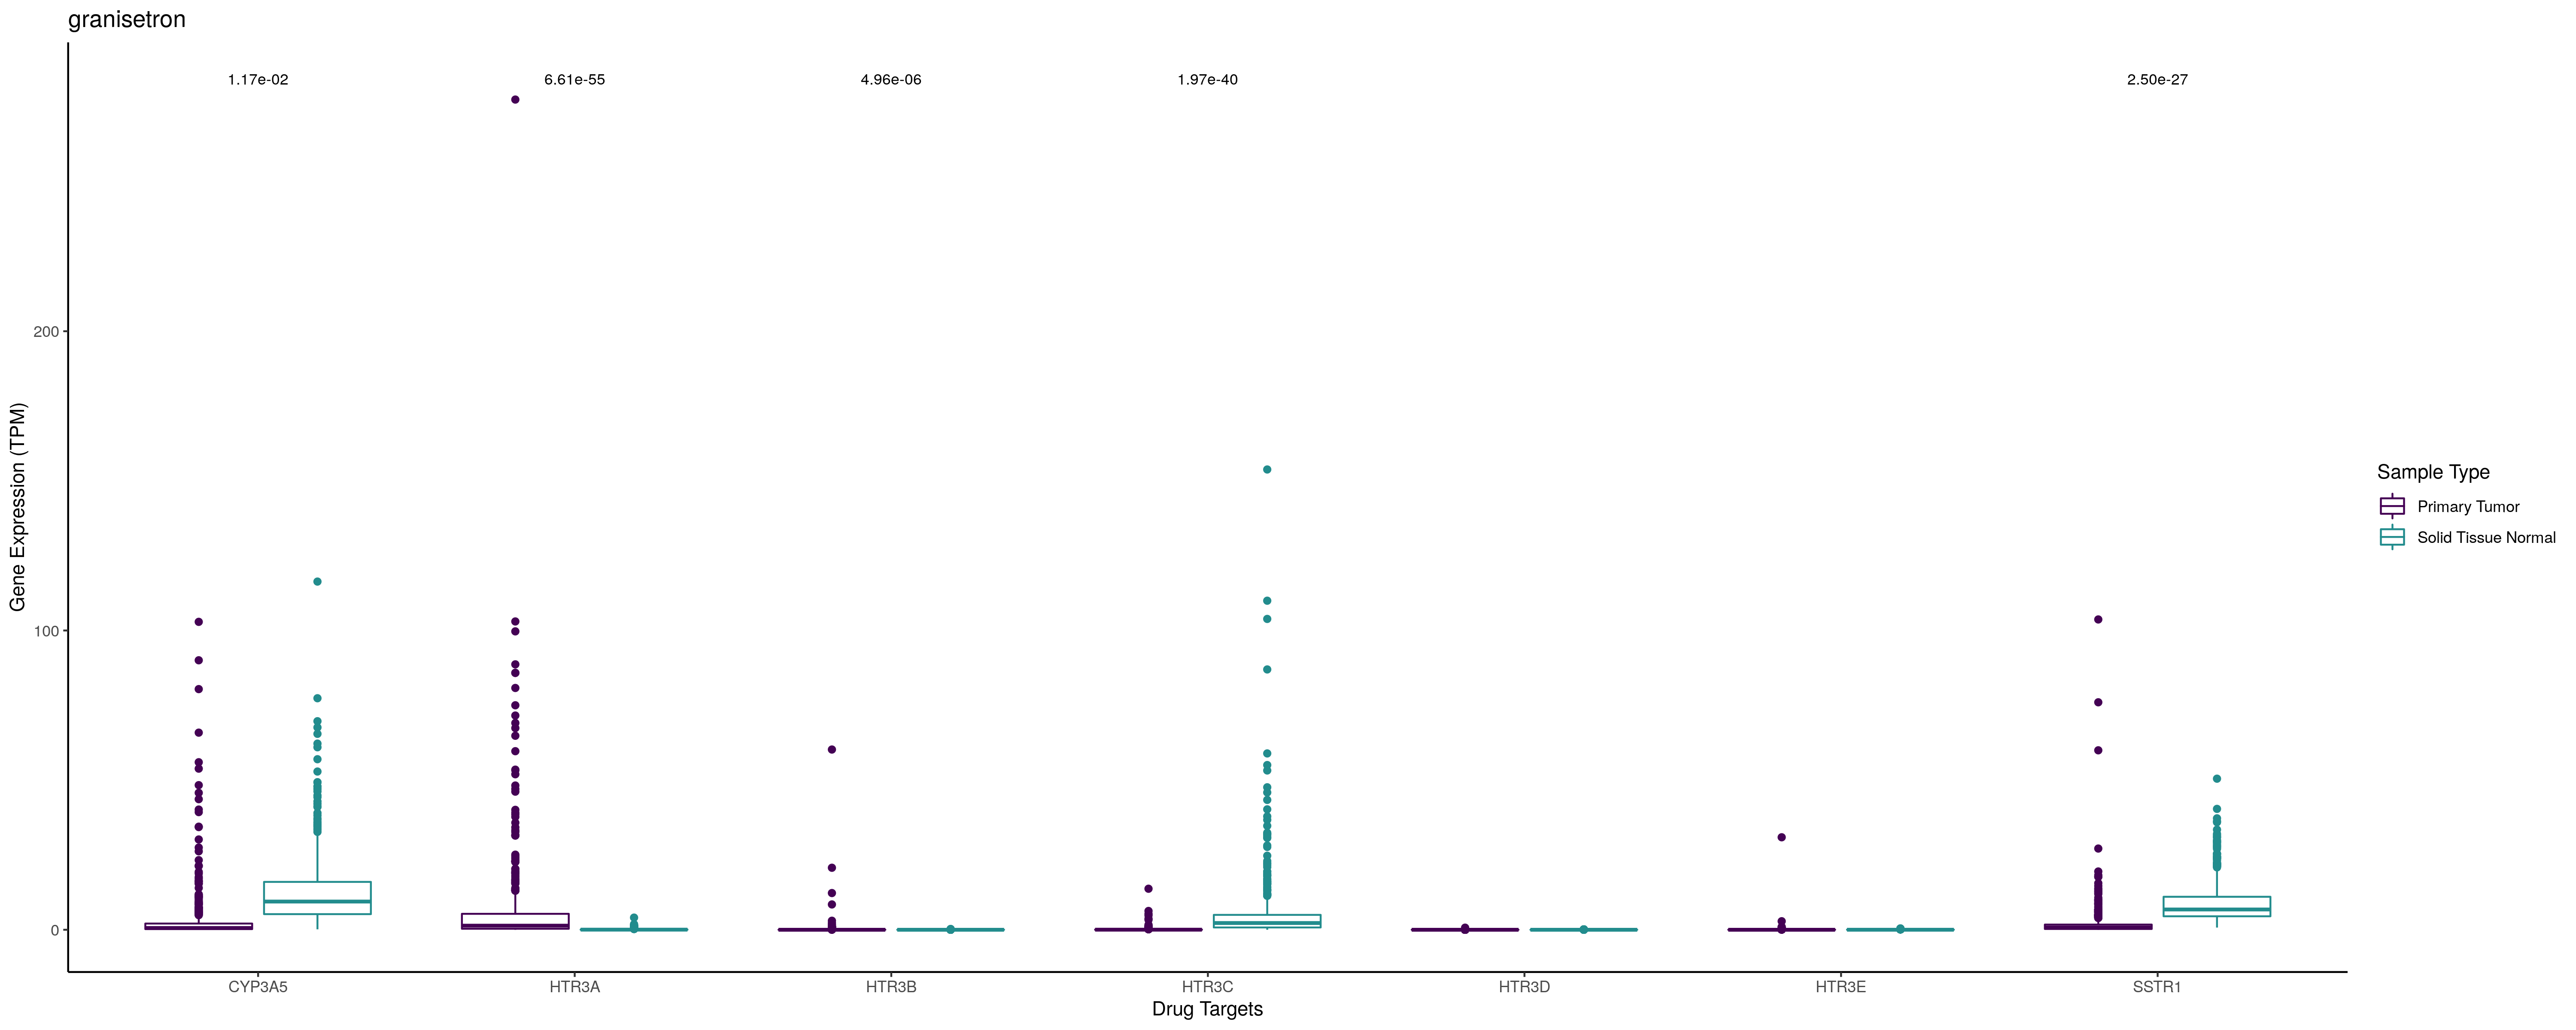 granisetron
1.17e-02 6.61e-55 4.96e-06 1.97e-40 2.50e-27
Gene Expression (TPM)
200
100
0
CYP3A5 HTR3A HTR3B HTR3C HTR3D HTR3E SSTR1
Drug Targets
Sample Type
Primary Tumor
Solid Tissue Normal